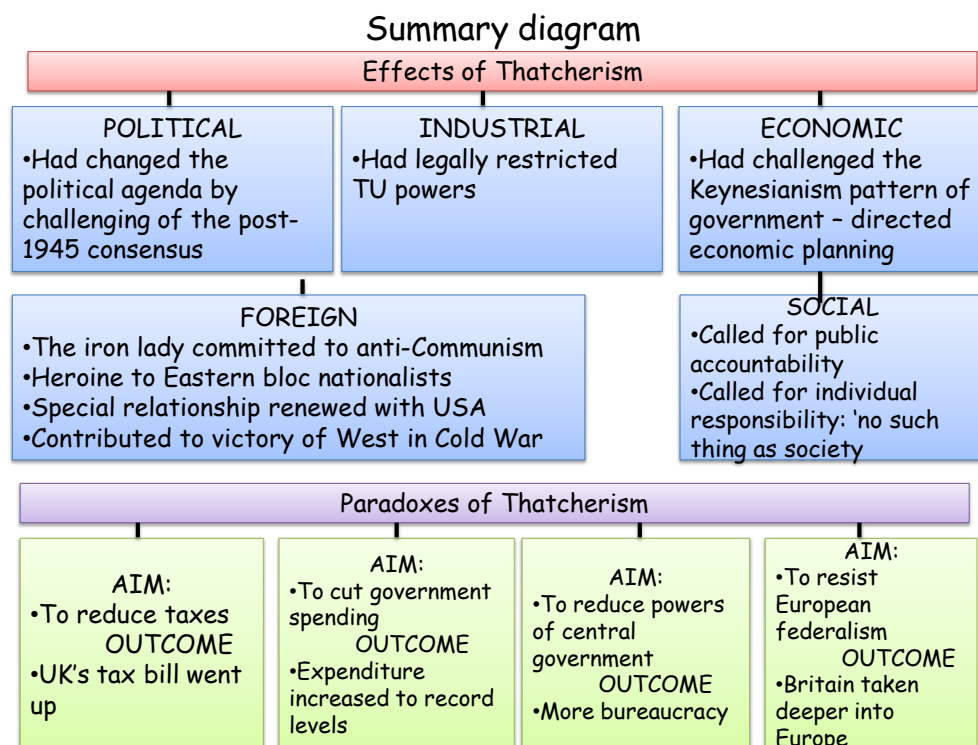 Summary diagram
Effects of Thatcherism
POLITICAL
•Had changed the
political agenda by
challenging of the post-
1945 consensus
INDUSTRIAL
•Had legally restricted
TU powers
ECONOMIC
•Had challenged the
Keynesianism pattern of
government – directed
economic planning
FOREIGN
•The iron lady committed to anti-Communism
•Heroine to Eastern bloc nationalists
•Special relationship renewed with USA
•Contributed to victory of West in Cold War
SOCIAL
•Called for public
accountability
•Called for individual
responsibility: ‘no such
thing as society
Paradoxes of Thatcherism
AIM:
•To reduce taxes
OUTCOME
•UK’s tax bill went
up
AIM:
•To cut government
spending
OUTCOME
•Expenditure
increased to record
levels
AIM:
•To reduce powers
of central
government
OUTCOME
•More bureaucracy
AIM:
•To resist
European
federalism
OUTCOME
•Britain taken
deeper into
Europe